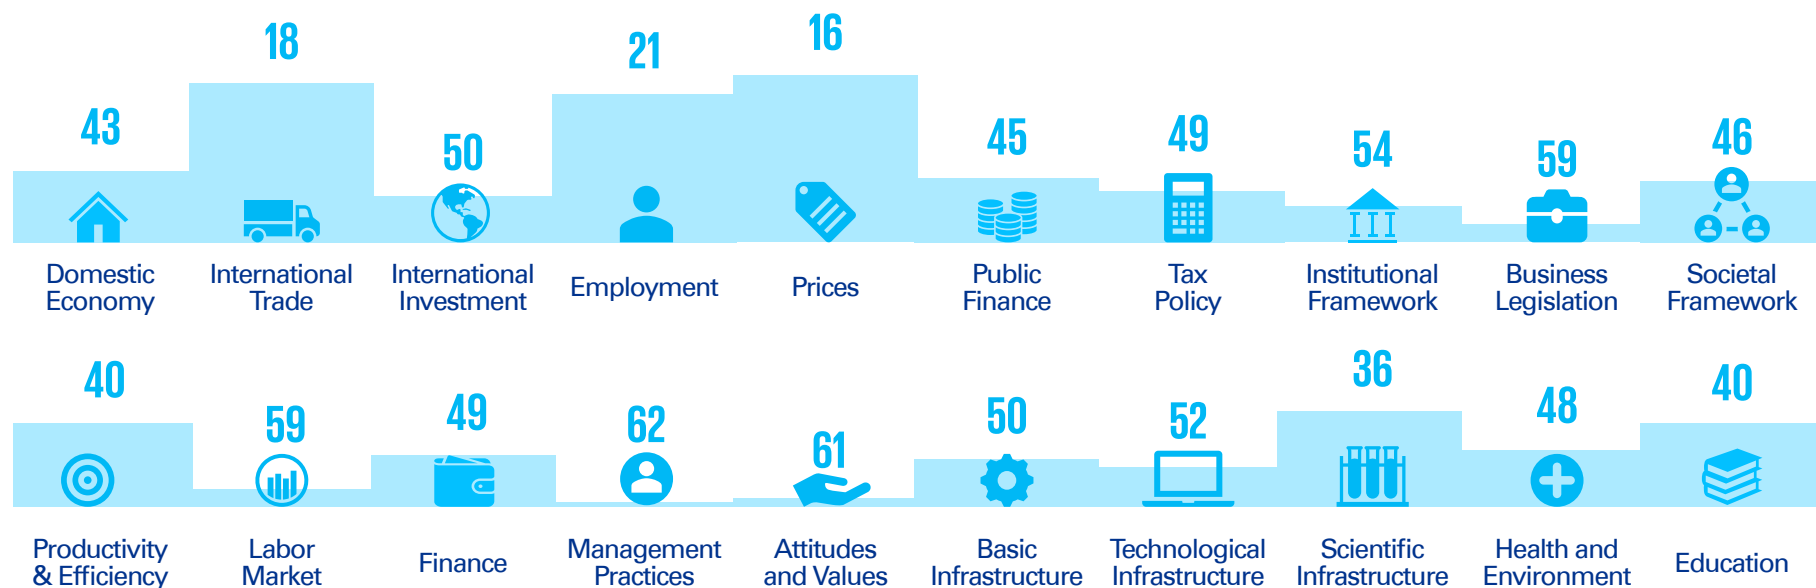 43
18
50
21
16
45
49
54
59
46
Domestic
Economy
International
Trade
International
Investment
Employment
Prices
Public
Finance
Tax
Policy
Institutional
Framework
Business
Legislation
Societal
Framework
40
59
49
62
61
50
52
36
48
40
Productivity
& Efficiency
Labor
Market
Finance
Management
Practices
Attitudes
and Values
Basic
Infrastructure
Technological
Infrastructure
Scientific
Infrastructure
Health and
Environment
Education